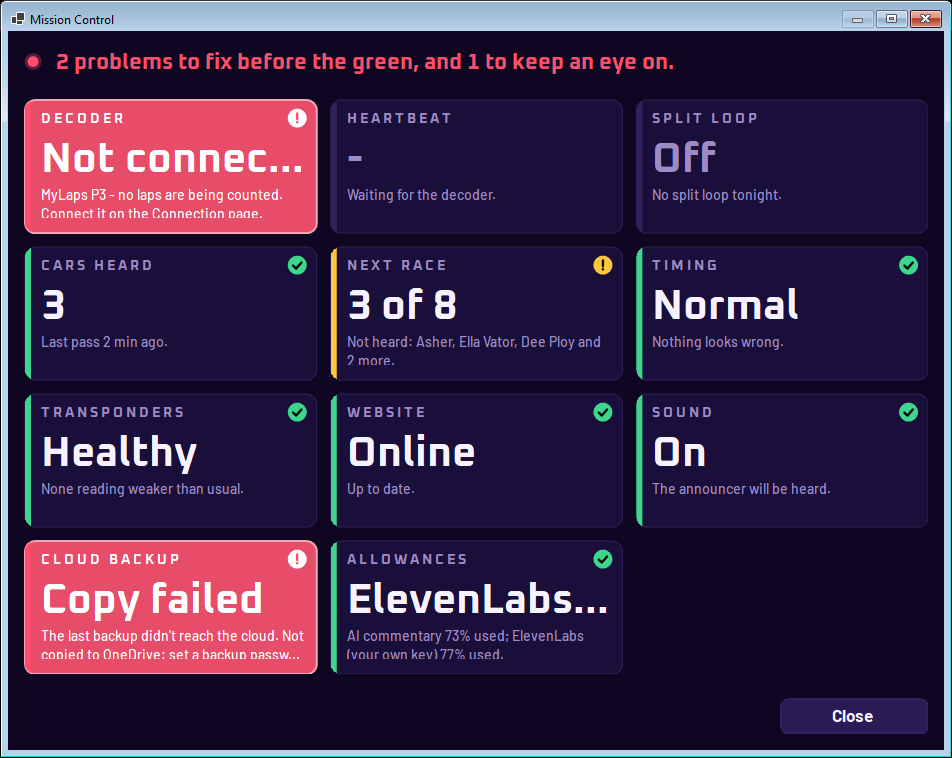 Mission Control
2 problems to fix before the green, and 1 to keep an eye on.
DECODER
Not connec...
MyLaps P3 - no laps are being counted.
Connect it on the Connection page.
HEARTBEAT
-
Waiting for the decoder.
SPLIT LOOP
Off
No split loop tonight.
CARS HEARD
3
Last pass 2 min ago.
NEXT RACE
3 of 8
Not heard: Asher, Ella Vator, Dee Ploy and
2 more.
TIMING
Normal
Nothing looks wrong.
TRANSPONDERS
Healthy
None reading weaker than usual.
WEBSITE
Online
Up to date.
SOUND
On
The announcer will be heard.
CLOUD BACKUP
Copy failed
The last backup didn't reach the cloud. Not
copied to OneDrive: set a backup passw...
ALLOWANCES
ElevenLabs...
AI commentary 73% used; ElevenLabs
(your own key) 77% used.
Close